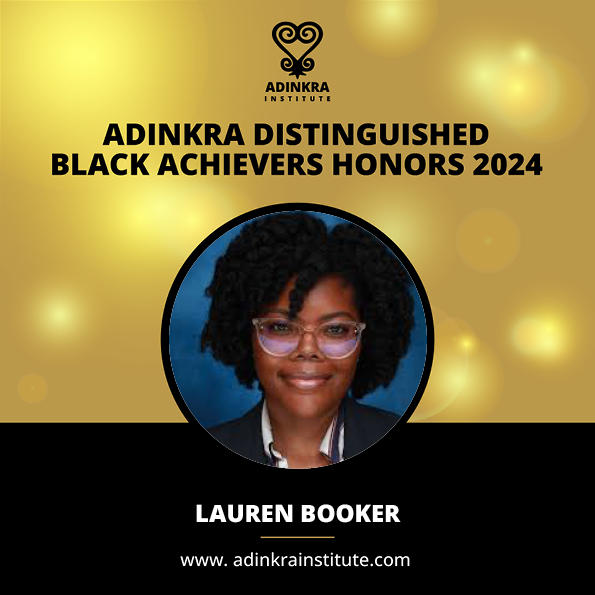 ADINKRA
INSTITUTE
ADINKRA DISTINGUISHED
BLACK ACHIEVERS HONORS 2024
LAUREN BOOKER
www. adinkrainstitute.com